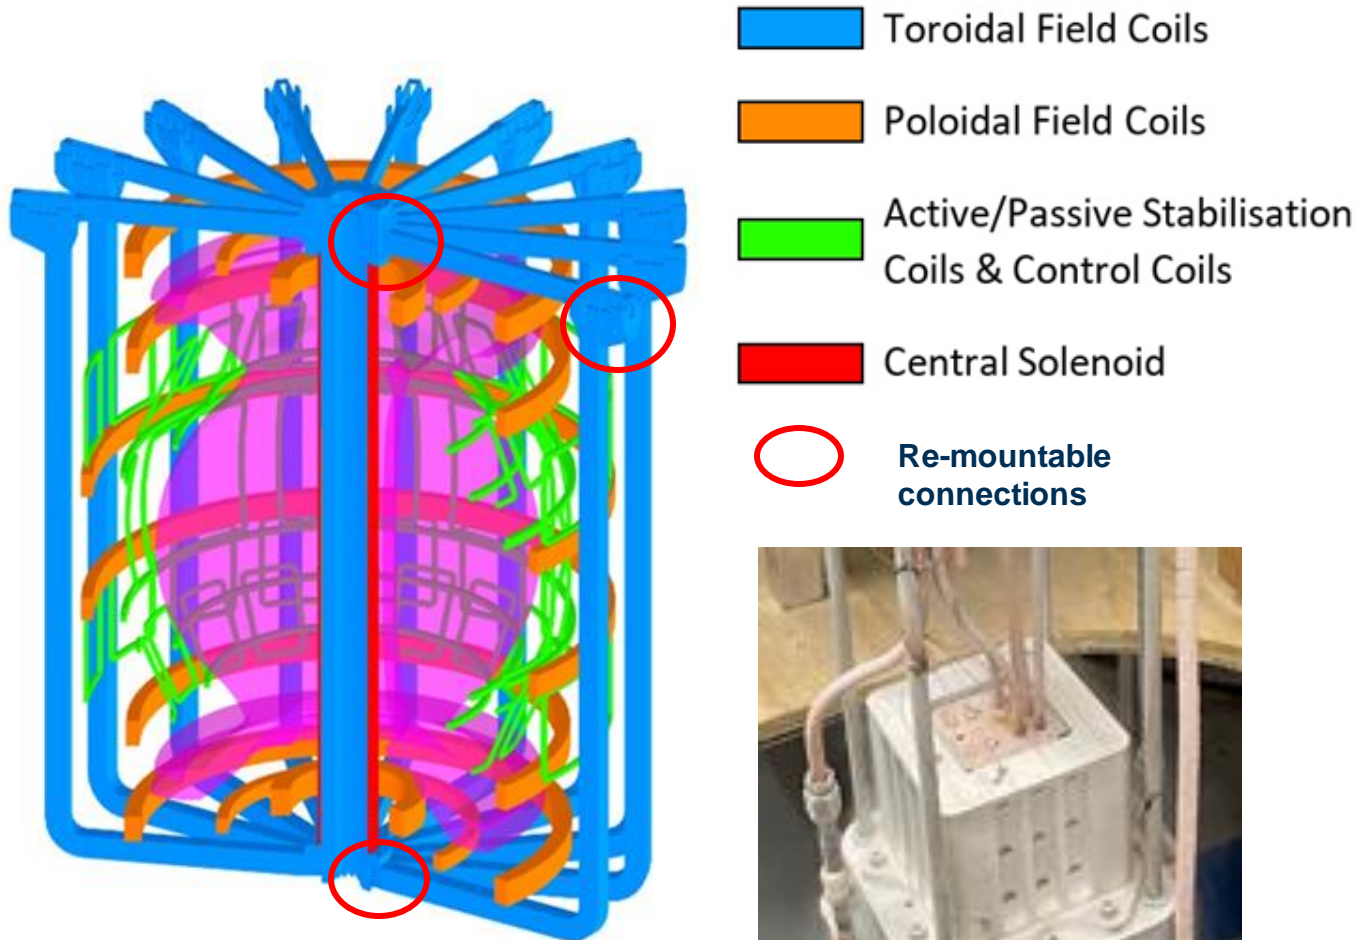 Toroidal Field Coils
Poloidal Field Coils
Active/Passive Stabilisation
Coils & Control Coils
Central Solenoid
Re-mountable
connections